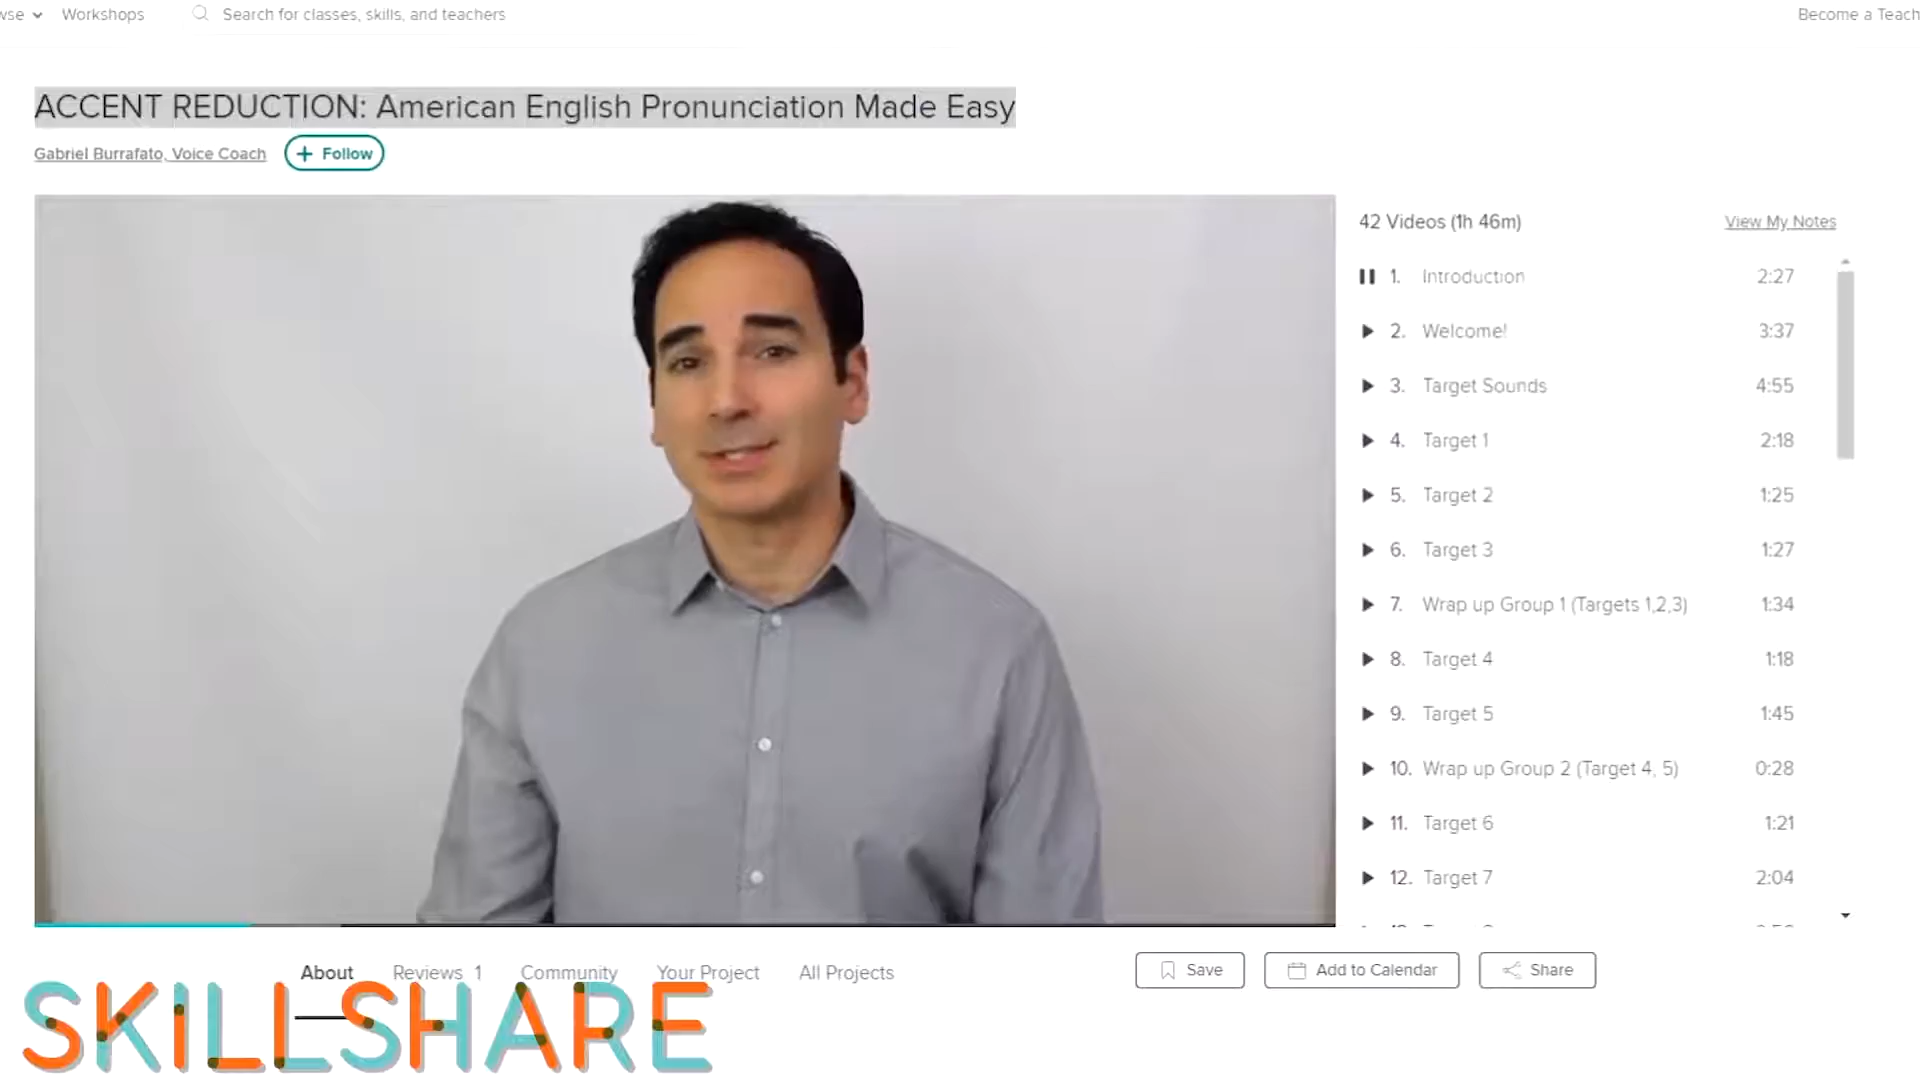 Workshops
Search for classes, skills, and teachers
Become a Teach
ACCENT REDUCTION: American English Pronunciation Made Easy
Gabriel Burrafato, Voice Coach
+ Follow
42 Videos (1h 46m)
View My Notes
1. Introduction 2:27
2. Welcome! 3:37
3. Target Sounds 4:55
4. Target 1 2:18
5. Target 2 1:25
6. Target 3 1:27
7. Wrap up Group 1 (Targets 1,2,3) 1:34
8. Target 4 1:18
9. Target 5 1:45
10. Wrap up Group 2 (Target 4, 5) 0:28
11. Target 6 1:21
12. Target 7 2:04
About
Reviews 1
Community
Your Project
All Projects
Save
Add to Calendar
Share
SKILLSHARE